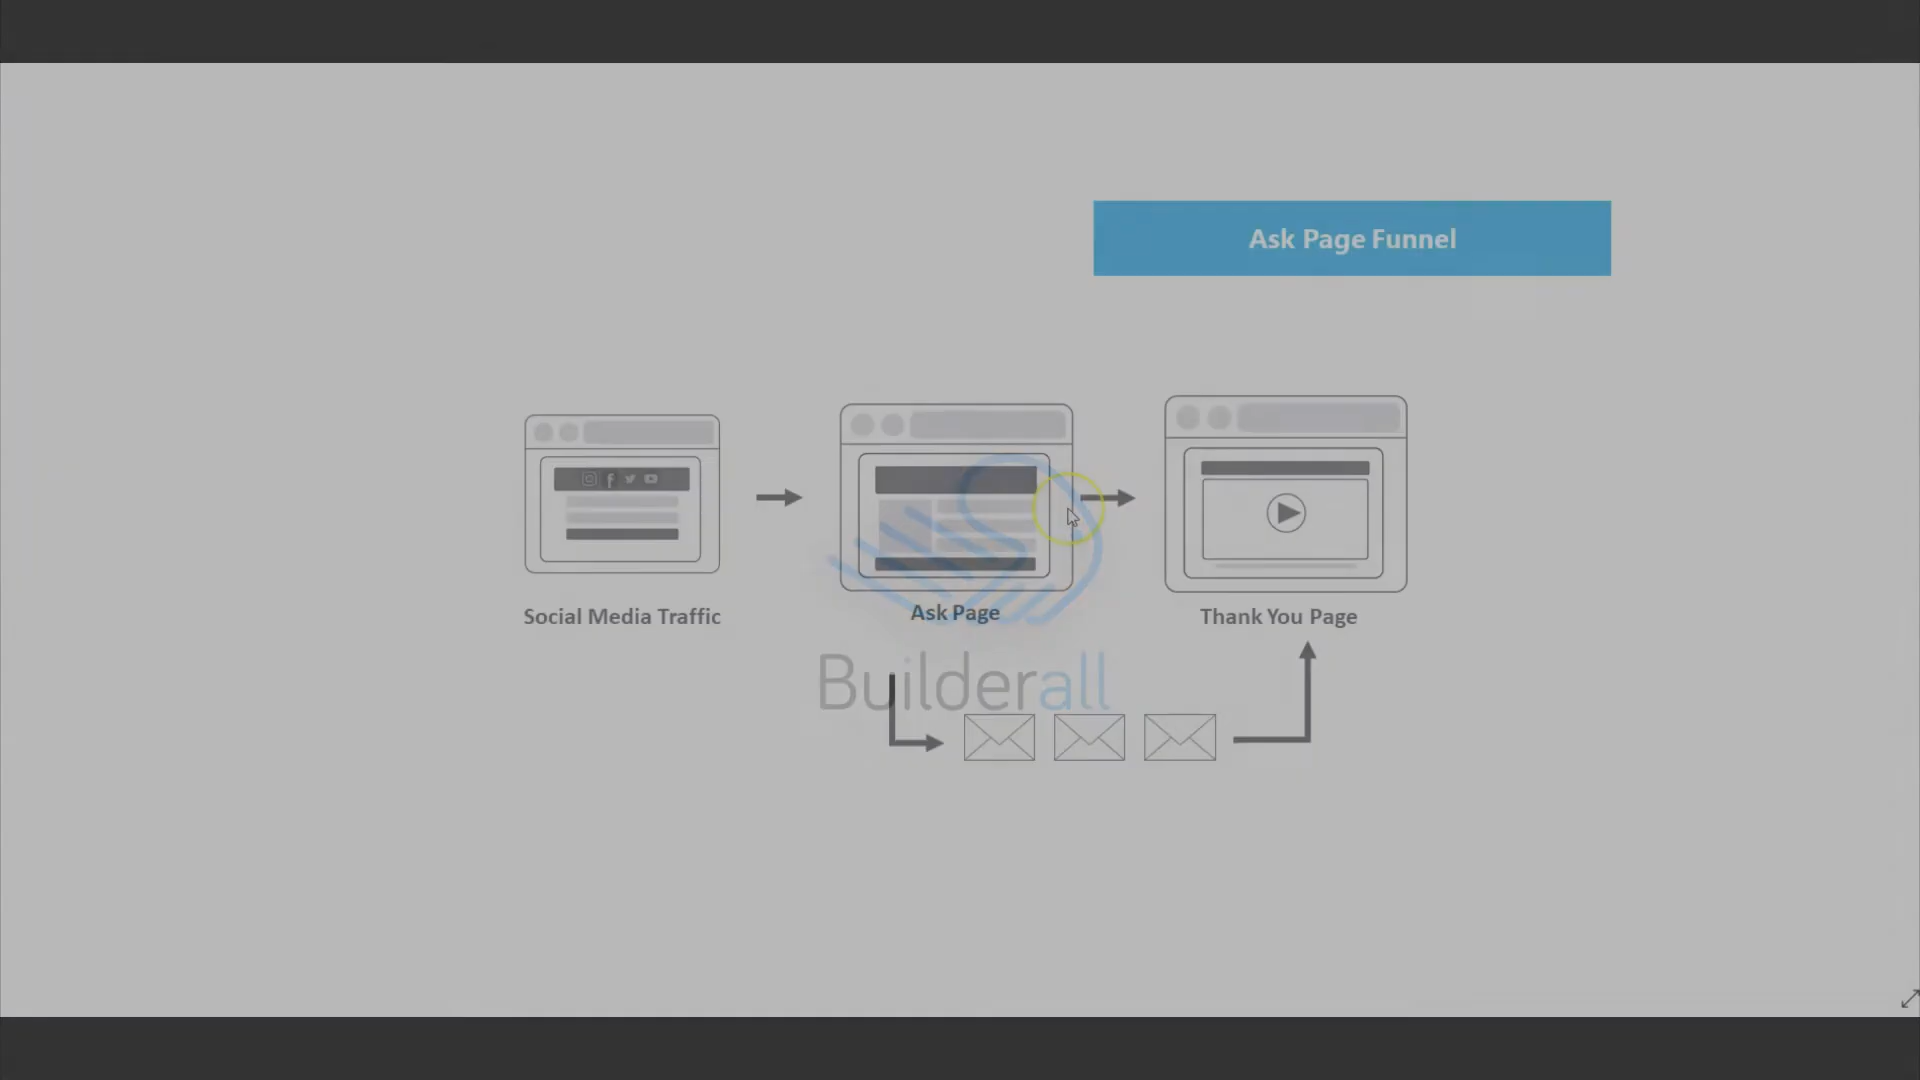 Ask Page Funnel
Social Media Traffic
Ask Page
Thank You Page
Builderall